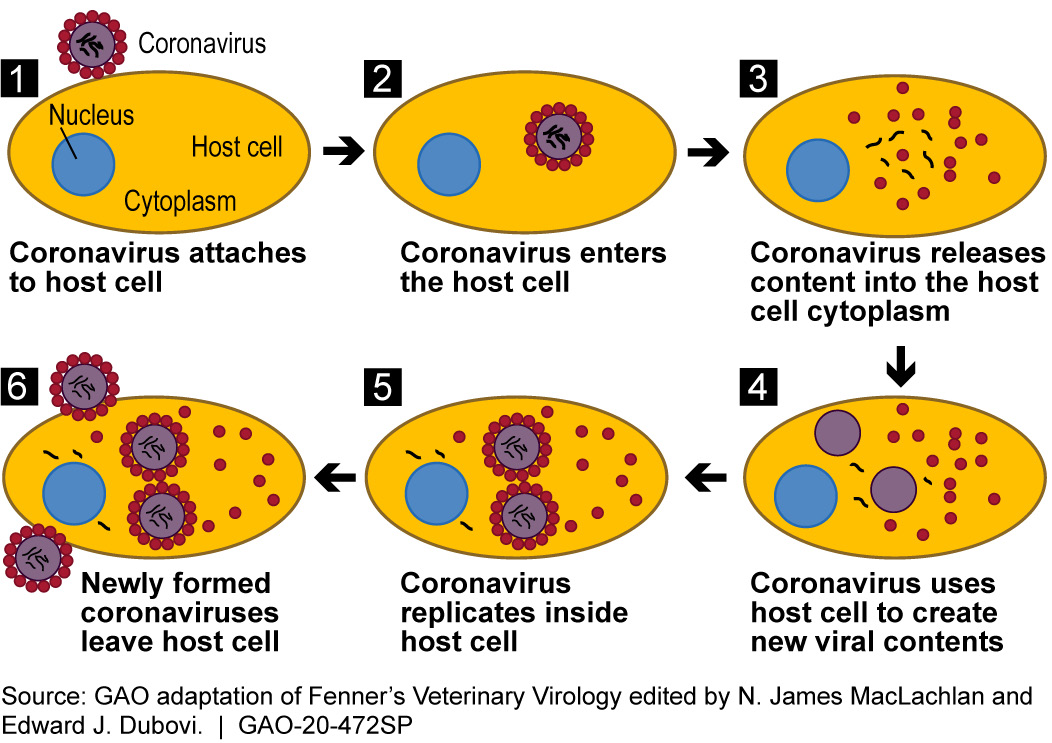 Coronavirus
1
Nucleus
Host cell
Cytoplasm
Coronavirus attaches
to host cell
2
Coronavirus enters
the host cell
3
Coronavirus releases
content into the host
cell cytoplasm
4
Coronavirus uses
host cell to create
new viral contents
5
Coronavirus
replicates inside
host cell
6
Newly formed
coronaviruses
leave host cell
Source: GAO adaptation of Fenner’s Veterinary Virology edited by N. James MacLachlan and
Edward J. Dubovi. | GAO-20-472SP